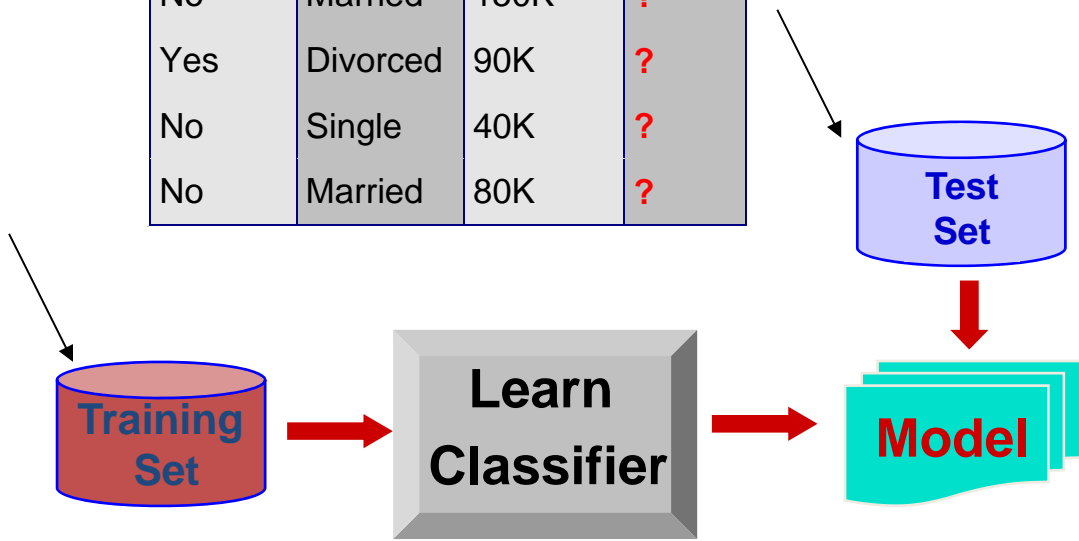 Yes Divorced 90K ?
No Single 40K ?
No Married 80K ?
Test
Set
Training
Set
Learn
Classifier
Model